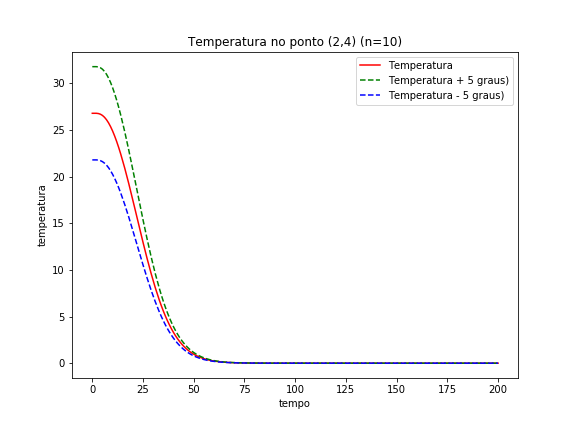 Temperatura no ponto (2,4) (n=10)
Temperatura
Temperatura + 5 graus)
Temperatura - 5 graus)
temperatura
30
25
20
15
10
5
0
0 25 50 75 100 125 150 175 200
tempo